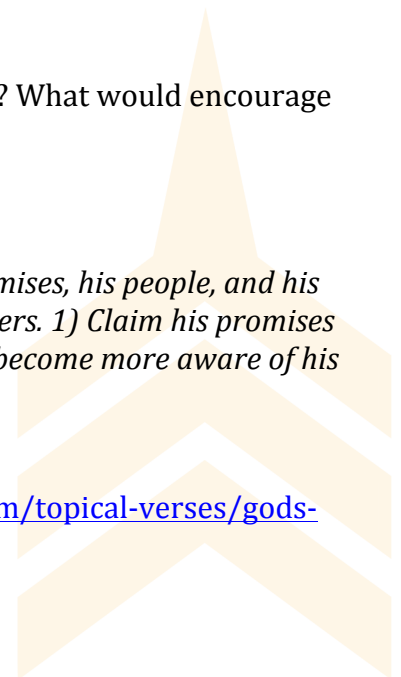 ? What would encourage
mises, his people, and his
ers. 1) Claim his promises
become more aware of his
m/topical-verses/gods-